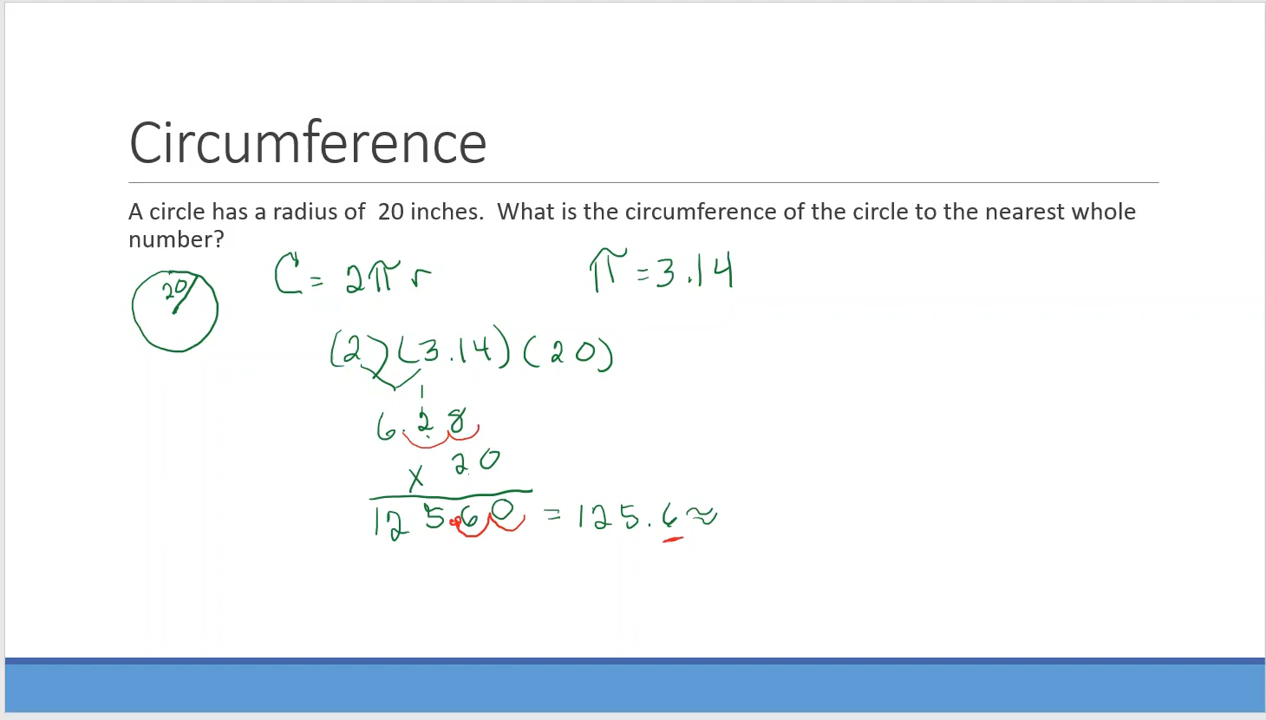 Circumference
A circle has a radius of 20 inches. What is the circumference of the circle to the nearest whole
number?
20
C = 2πr
π = 3.14
(2)(3.14)(20)
1
6.28
x 20
125.60 = 125.6 ≈